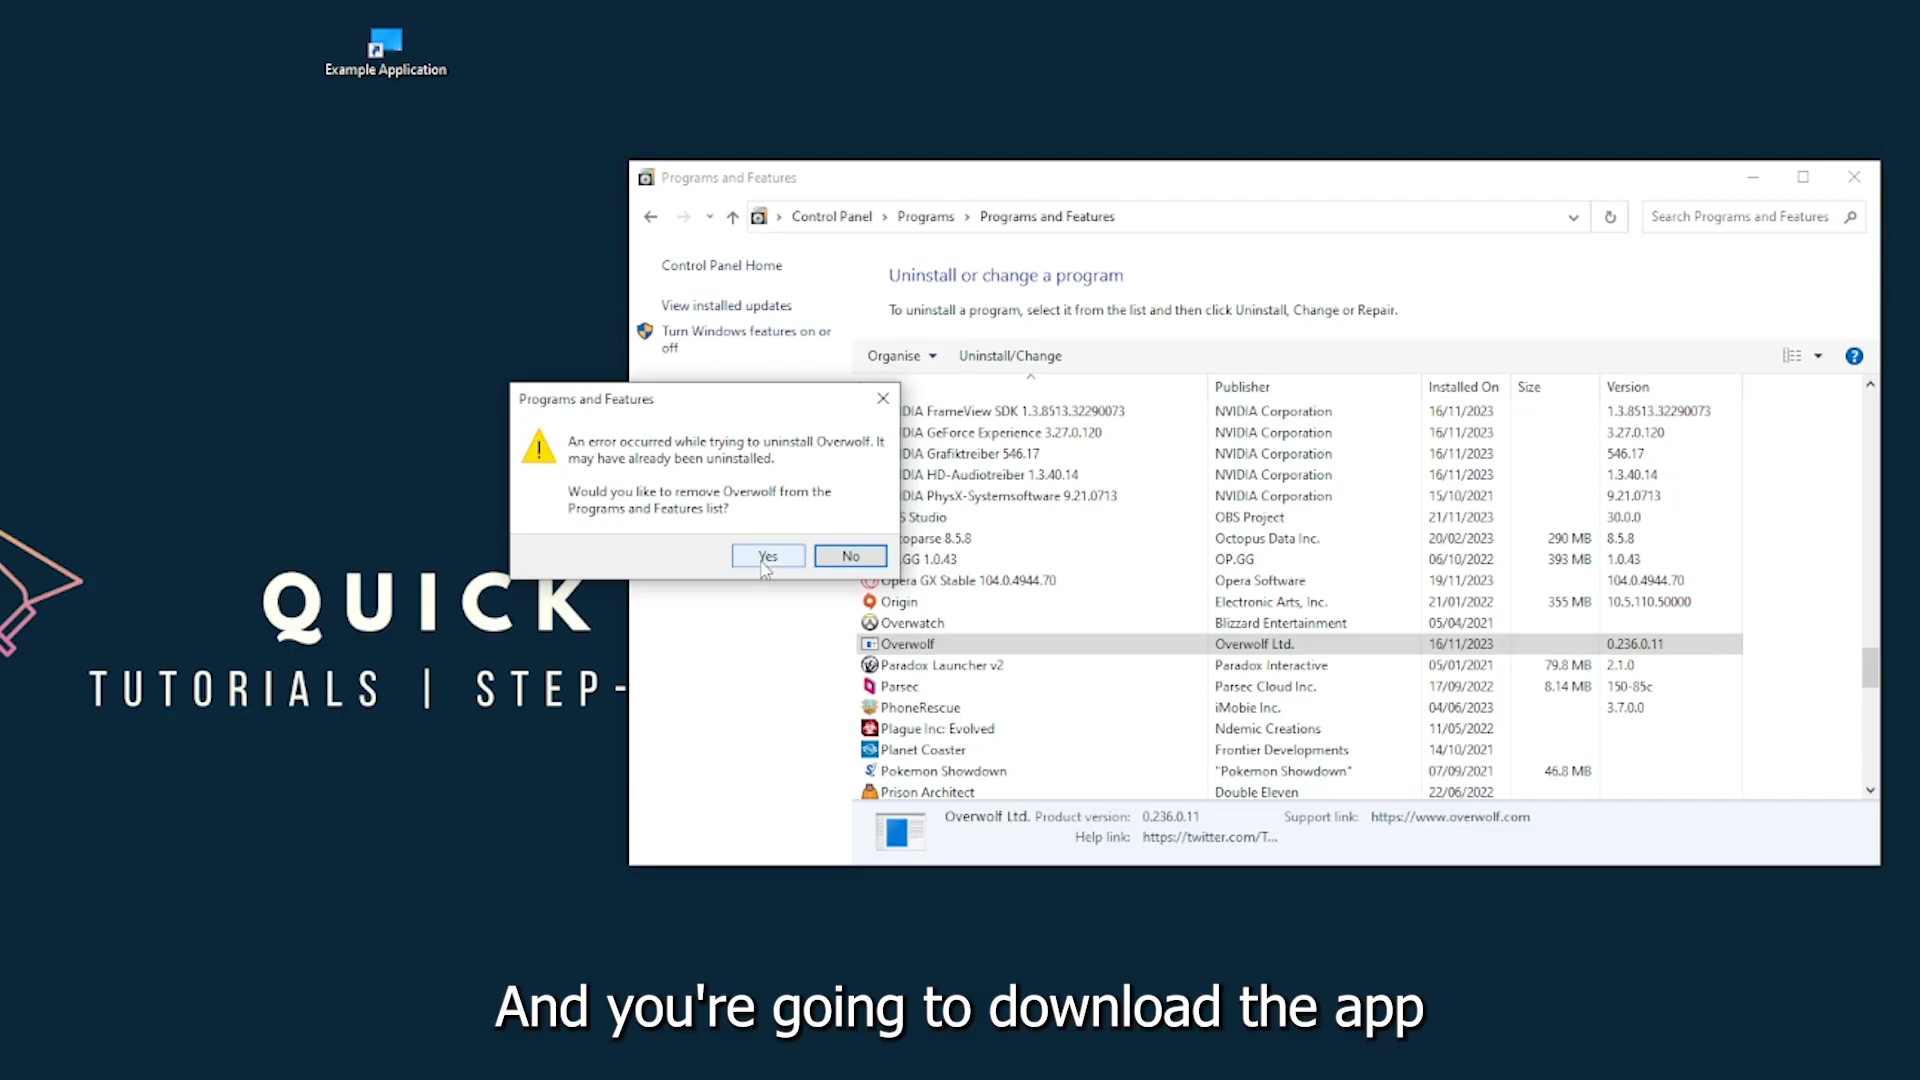 Example Application
Programs and Features
Control Panel › Programs › Programs and Features
Search Programs and Features
Control Panel Home
View installed updates
Turn Windows features on or
off
Uninstall or change a program
To uninstall a program, select it from the list and then click Uninstall, Change or Repair.
Organise Uninstall/Change
Publisher Installed On Size Version
DIA FrameView SDK 1.3.8513.32290073 NVIDIA Corporation 16/11/2023 1.3.8513.32290073
DIA GeForce Experience 3.27.0.120 NVIDIA Corporation 16/11/2023 3.27.0.120
DIA Grafiktreiber 546.17 NVIDIA Corporation 16/11/2023 546.17
DIA HD-Audiotreiber 1.3.40.14 NVIDIA Corporation 16/11/2023 1.3.40.14
DIA PhysX-Systemsoftware 9.21.0713 NVIDIA Corporation 15/10/2021 9.21.0713
S Studio OBS Project 21/11/2023 30.0.0
oparse 8.5.8 Octopus Data Inc. 20/02/2023 290 MB 8.5.8
.GG 1.0.43 OP.GG 06/10/2022 393 MB 1.0.43
Opera GX Stable 104.0.4944.70 Opera Software 19/11/2023 104.0.4944.70
Origin Electronic Arts, Inc. 21/01/2022 355 MB 10.5.110.50000
Overwatch Blizzard Entertainment 05/04/2021
Overwolf Overwolf Ltd. 16/11/2023 0.236.0.11
Paradox Launcher v2 Paradox Interactive 05/01/2021 79.8 MB 2.1.0
Parsec Parsec Cloud Inc. 17/09/2022 8.14 MB 150-85c
PhoneRescue iMobie Inc. 04/06/2023 3.7.0.0
Plague Inc: Evolved Ndemic Creations 11/05/2022
Planet Coaster Frontier Developments 14/10/2021
Pokemon Showdown "Pokemon Showdown" 07/09/2021 46.8 MB
Prison Architect Double Eleven 22/06/2022
Overwolf Ltd. Product version: 0.236.0.11 Support link: https://www.overwolf.com
Help link: https://twitter.com/T...
Programs and Features
An error occurred while trying to uninstall Overwolf. It
may have already been uninstalled.
Would you like to remove Overwolf from the
Programs and Features list?
Yes No
QUICK
TUTORIALS | STEP-
And you're going to download the app